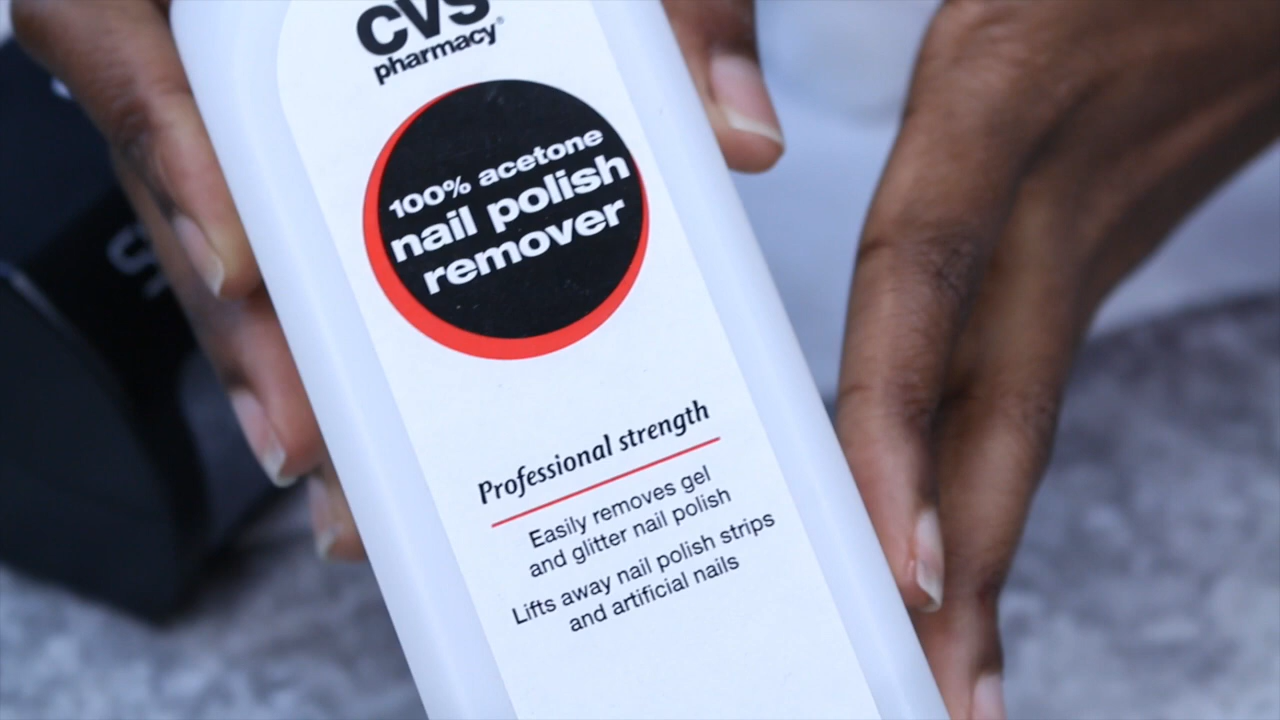 CVS
pharmacy®
100% acetone
nail polish
remover
Professional strength
Easily removes gel
and glitter nail polish
Lifts away nail polish strips
and artificial nails